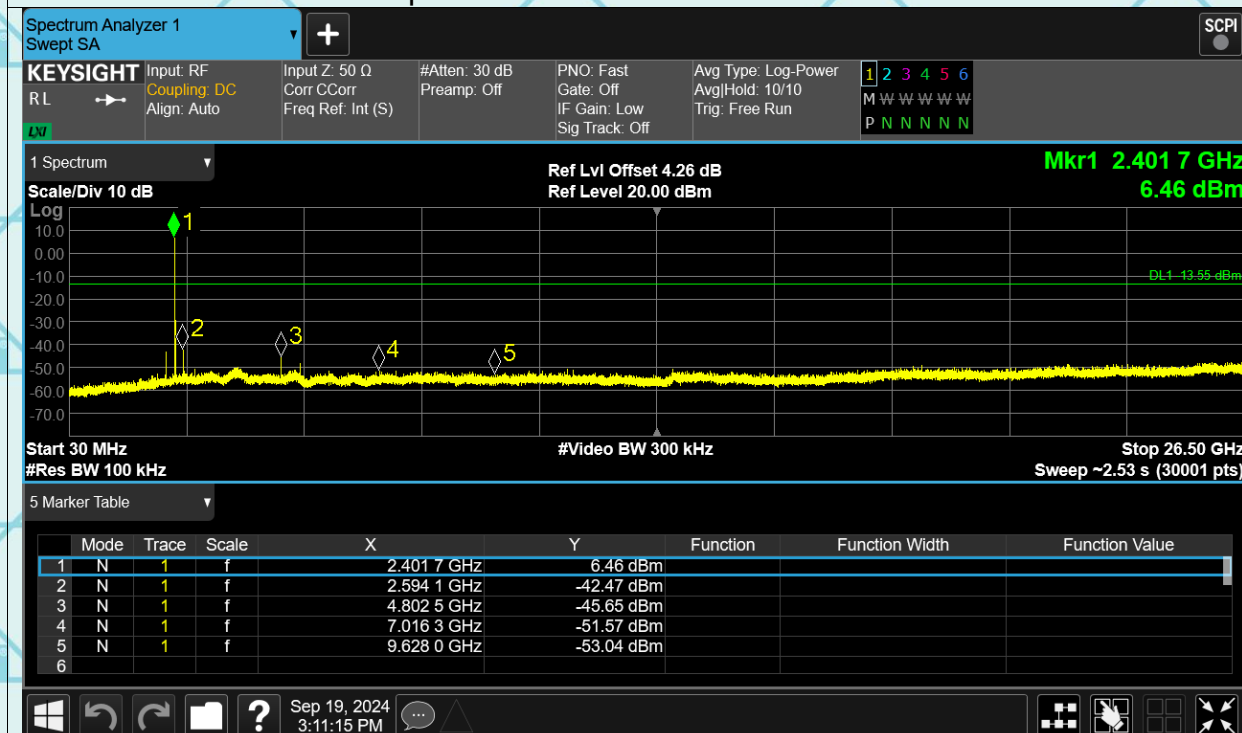 Spectrum Analyzer 1
Swept SA
+
SCPI
KEYSIGHT Input: RF Input Z: 50 Ω #Atten: 30 dB PNO: Fast Avg Type: Log-Power 1 2 3 4 5 6
RL Coupling: DC Corr CCorr Preamp: Off Gate: Off Avg|Hold: 10/10 M W W W W W
Align: Auto Freq Ref: Int (S) IF Gain: Low Trig: Free Run P N N N N N
LXI Sig Track: Off
1 Spectrum
Ref Lvl Offset 4.26 dB Mkr1 2.401 7 GHz
Scale/Div 10 dB Ref Level 20.00 dBm 6.46 dBm
Log
1
10.0
0.00
-10.0 DL1 -13.55 dBm
-20.0
-30.0
2
3
-40.0
4
5
-50.0
-60.0
-70.0
Start 30 MHz #Video BW 300 kHz Stop 26.50 GHz
#Res BW 100 kHz Sweep ~2.53 s (30001 pts)
5 Marker Table
Mode Trace Scale X Y Function Function Width Function Value
1 N 1 f 2.401 7 GHz 6.46 dBm
2 N 1 f 2.594 1 GHz -42.47 dBm
3 N 1 f 4.802 5 GHz -45.65 dBm
4 N 1 f 7.016 3 GHz -51.57 dBm
5 N 1 f 9.628 0 GHz -53.04 dBm
6
? Sep 19, 2024
3:11:15 PM